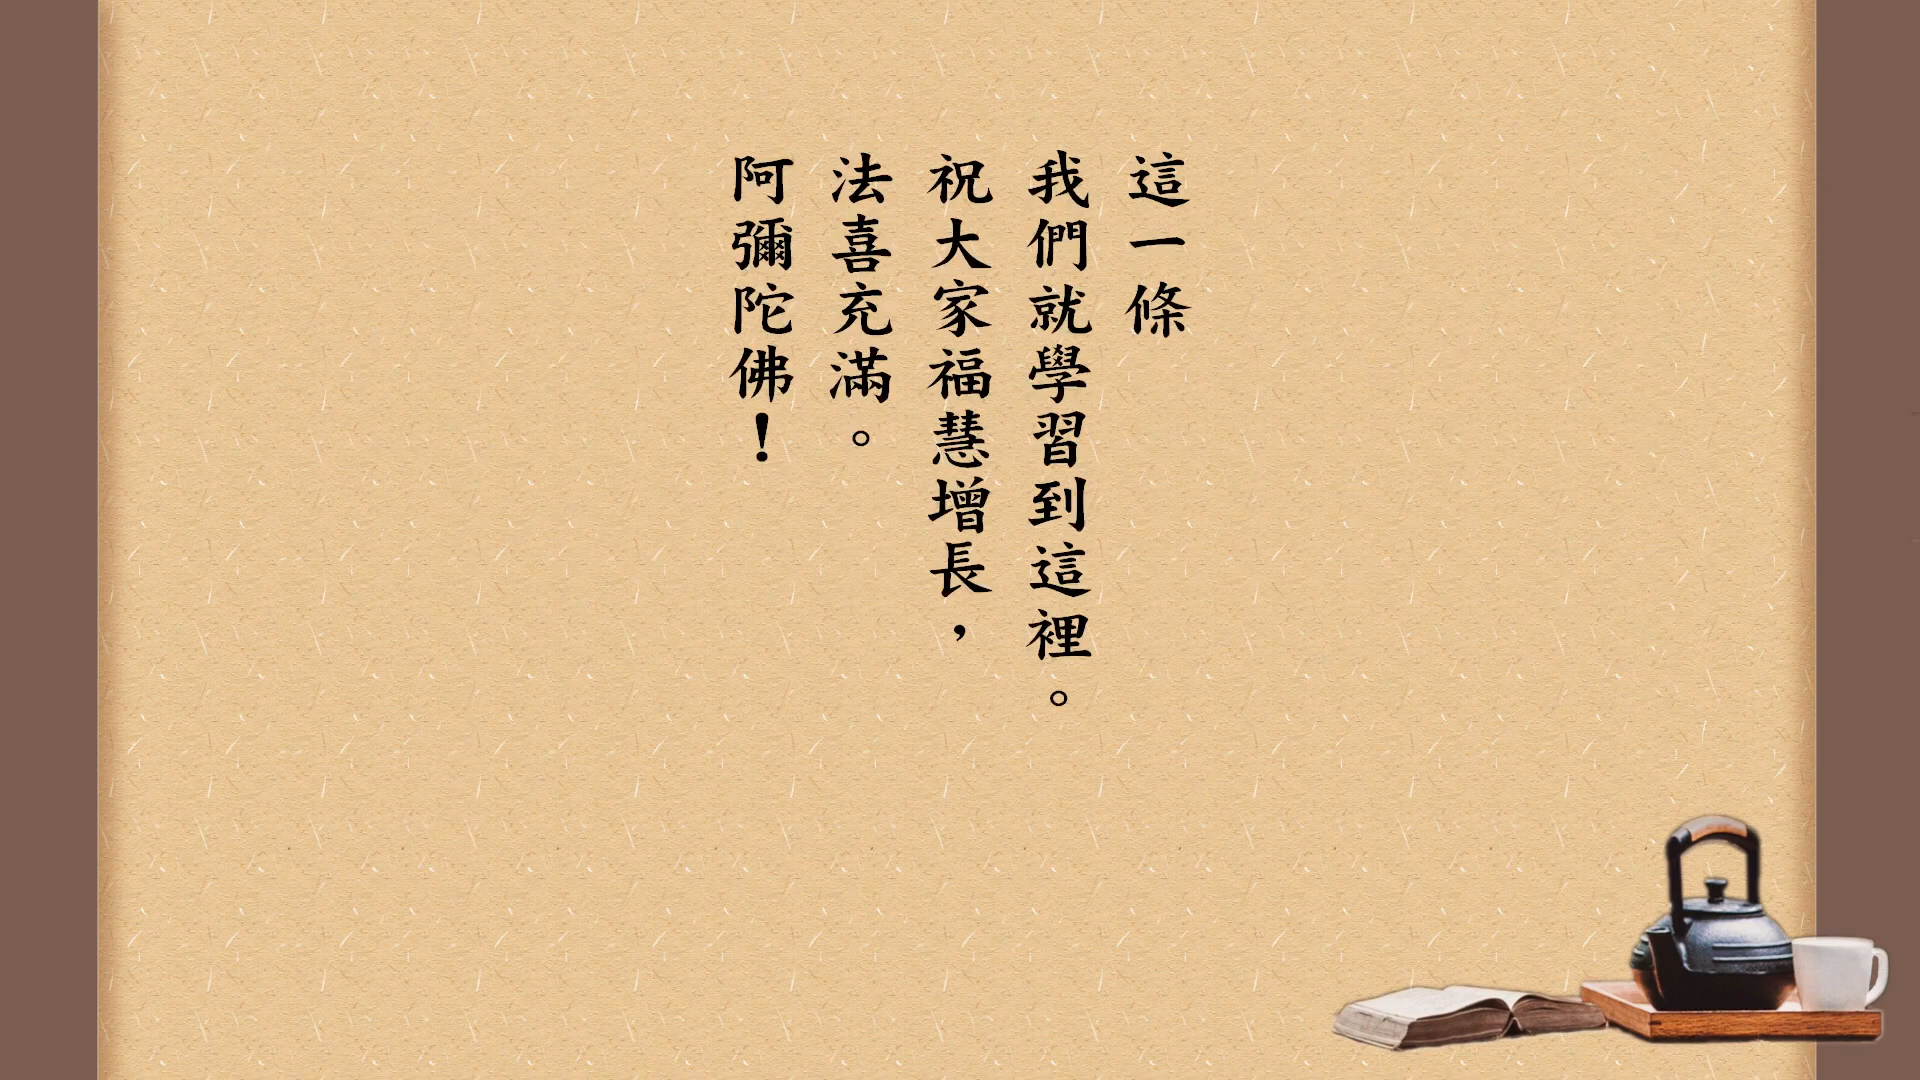 這一條
我們就學習到這裡。
祝大家福慧增長，
法喜充滿。
阿彌陀佛！